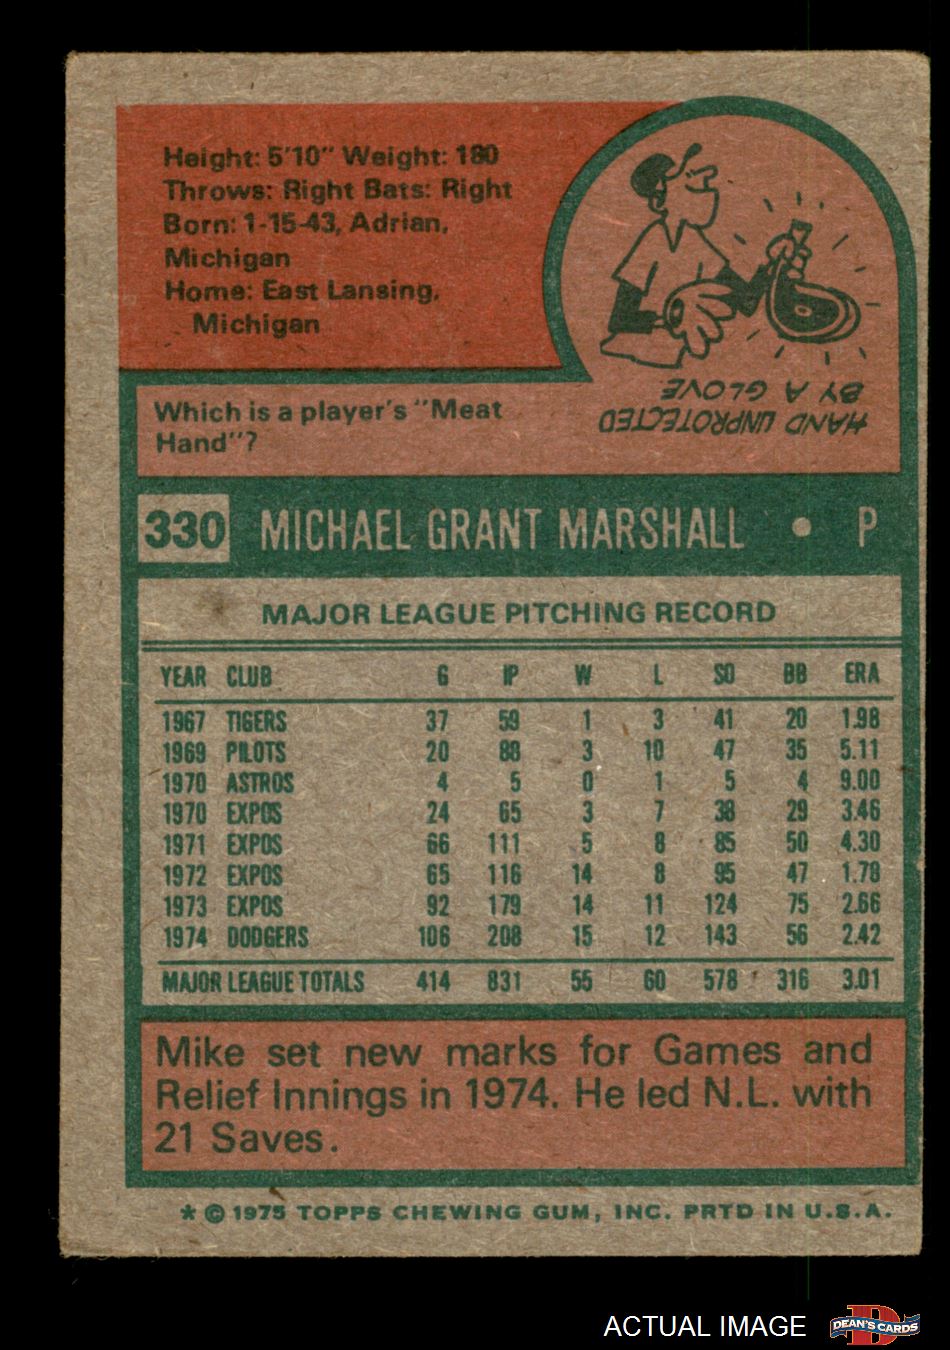 Height: 5'10" Weight: 180
Throws: Right Bats: Right
Born: 1-15-43, Adrian,
Michigan
Home: East Lansing,
Michigan
Which is a player's "Meat
Hand"?
HAND UNPROTECTED
BY A GLOVE
330 MICHAEL GRANT MARSHALL • P
MAJOR LEAGUE PITCHING RECORD
YEAR CLUB G IP W L SO BB ERA
1967 TIGERS 37 59 1 3 41 20 1.98
1969 PILOTS 20 88 3 10 47 35 5.11
1970 ASTROS 4 5 0 1 5 4 9.00
1970 EXPOS 24 65 3 7 38 29 3.46
1971 EXPOS 66 111 5 8 85 50 4.30
1972 EXPOS 65 116 14 8 95 47 1.78
1973 EXPOS 92 179 14 11 124 75 2.66
1974 DODGERS 106 208 15 12 143 56 2.42
MAJOR LEAGUE TOTALS 414 831 55 60 578 316 3.01
Mike set new marks for Games and
Relief Innings in 1974. He led N.L. with
21 Saves.
* © 1975 TOPPS CHEWING GUM, INC. PRTD IN U.S.A.
ACTUAL IMAGE
D
DEAN'S CARDS